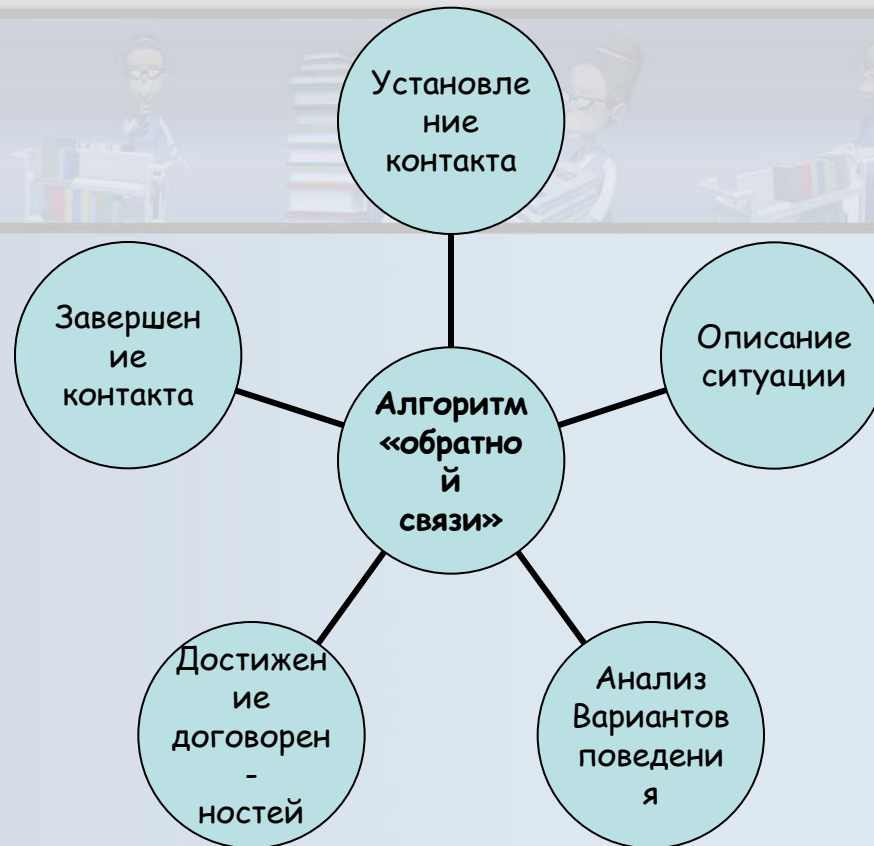 Установле
ние
контакта
Завершен
ие
контакта
Описание
ситуации
Алгоритм
«обратно
й
связи»
Достижен
ие
договорен
-
ностей
Анализ
Вариантов
поведени
я